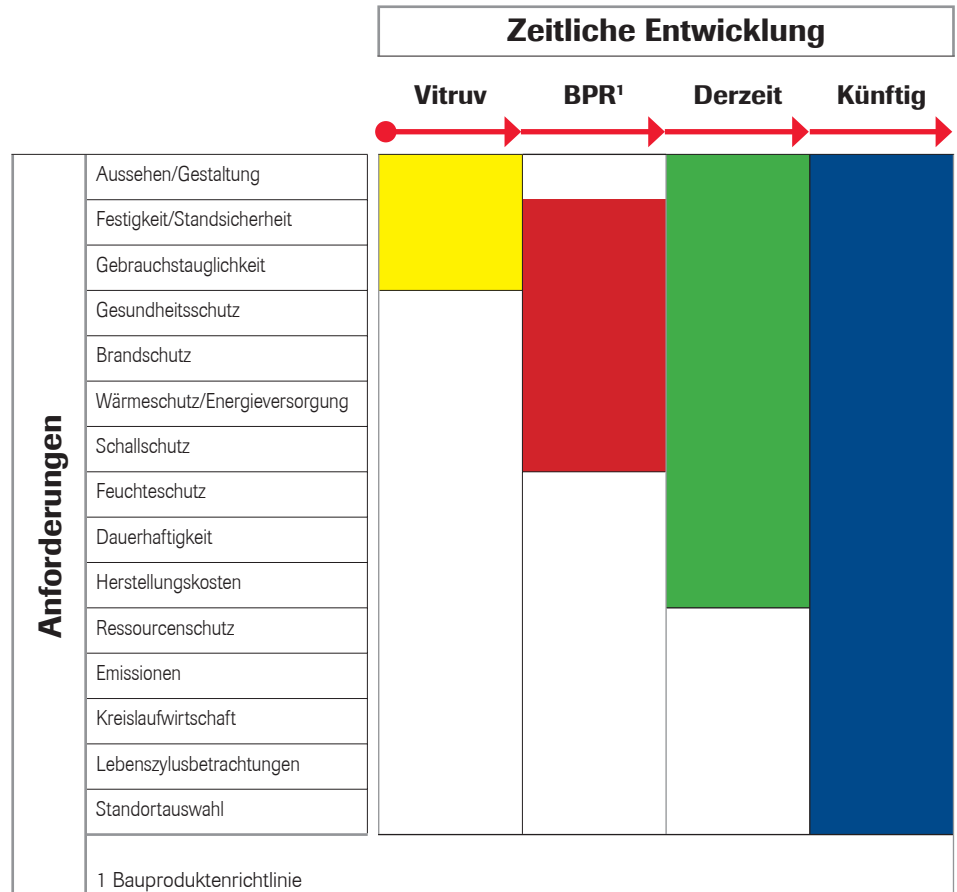 Zeitliche Entwicklung
Vitruv BPR¹ Derzeit Künftig
Anforderungen
Aussehen/Gestaltung
Festigkeit/Standsicherheit
Gebrauchstauglichkeit
Gesundheitsschutz
Brandschutz
Wärmeschutz/Energieversorgung
Schallschutz
Feuchteschutz
Dauerhaftigkeit
Herstellungskosten
Ressourcenschutz
Emissionen
Kreislaufwirtschaft
Lebenszylusbetrachtungen
Standortauswahl
1 Bauproduktenrichtlinie